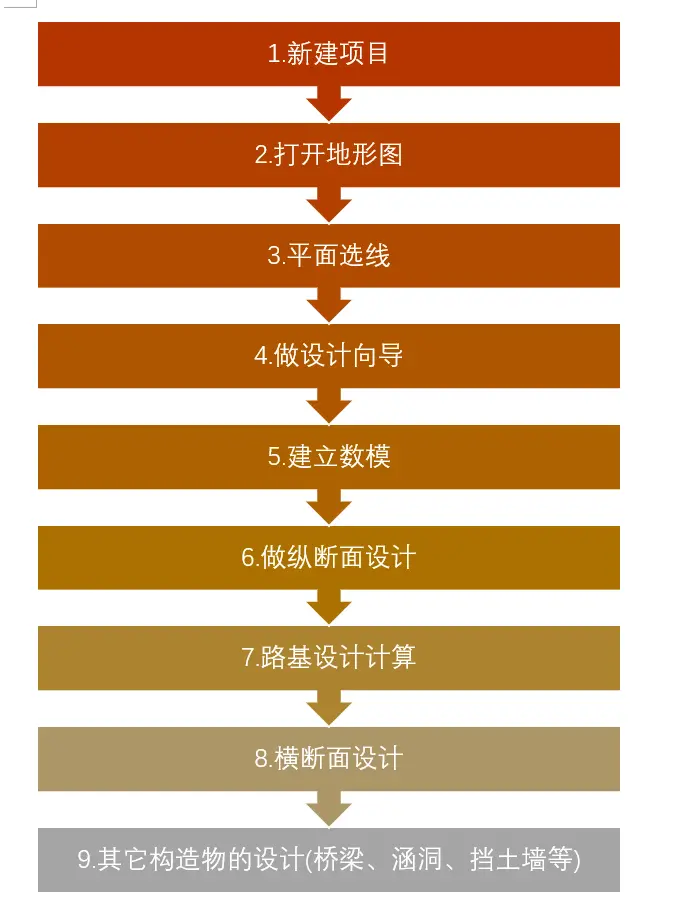 1.新建项目
2.打开地形图
3.平面选线
4.做设计向导
5.建立数模
6.做纵断面设计
7.路基设计计算
8.横断面设计
9.其它构造物的设计(桥梁、涵洞、挡土墙等)